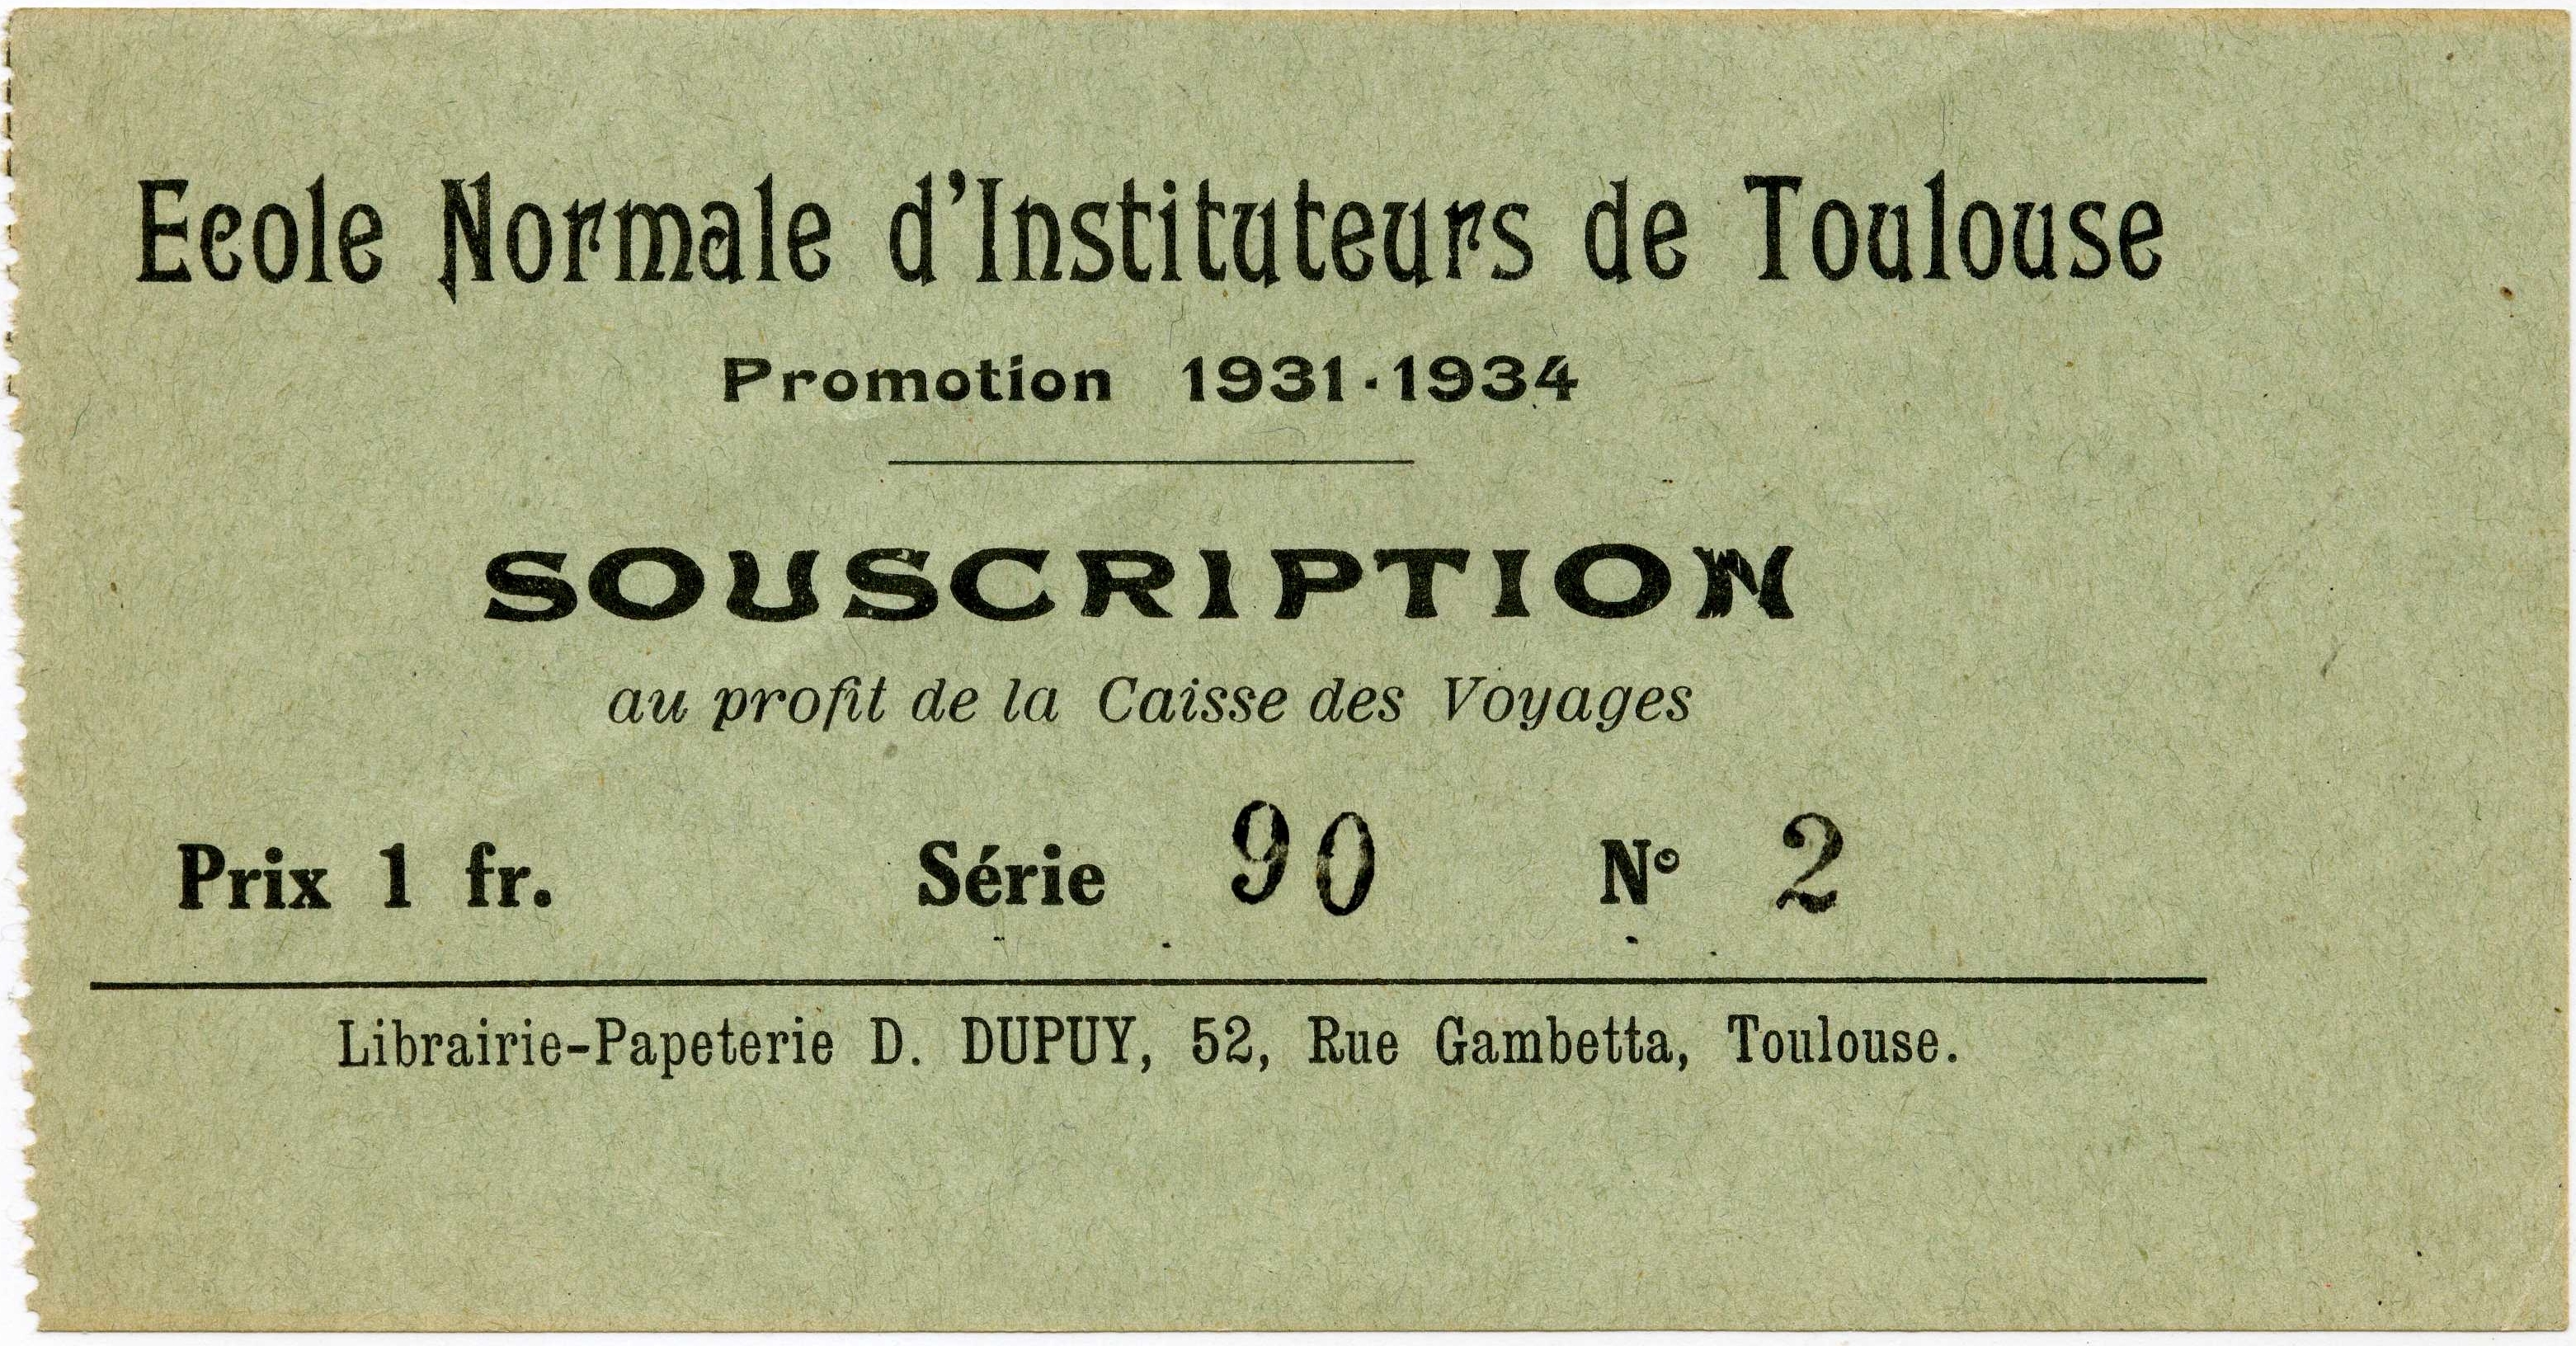 Ecole Normale d'Instituteurs de Toulouse
Promotion 1931-1934
SOUSCRIPTION
au profit de la Caisse des Voyages
Prix 1 fr. Série 90 N° 2
Librairie-Papeterie D. DUPUY, 52, Rue Gambetta, Toulouse.